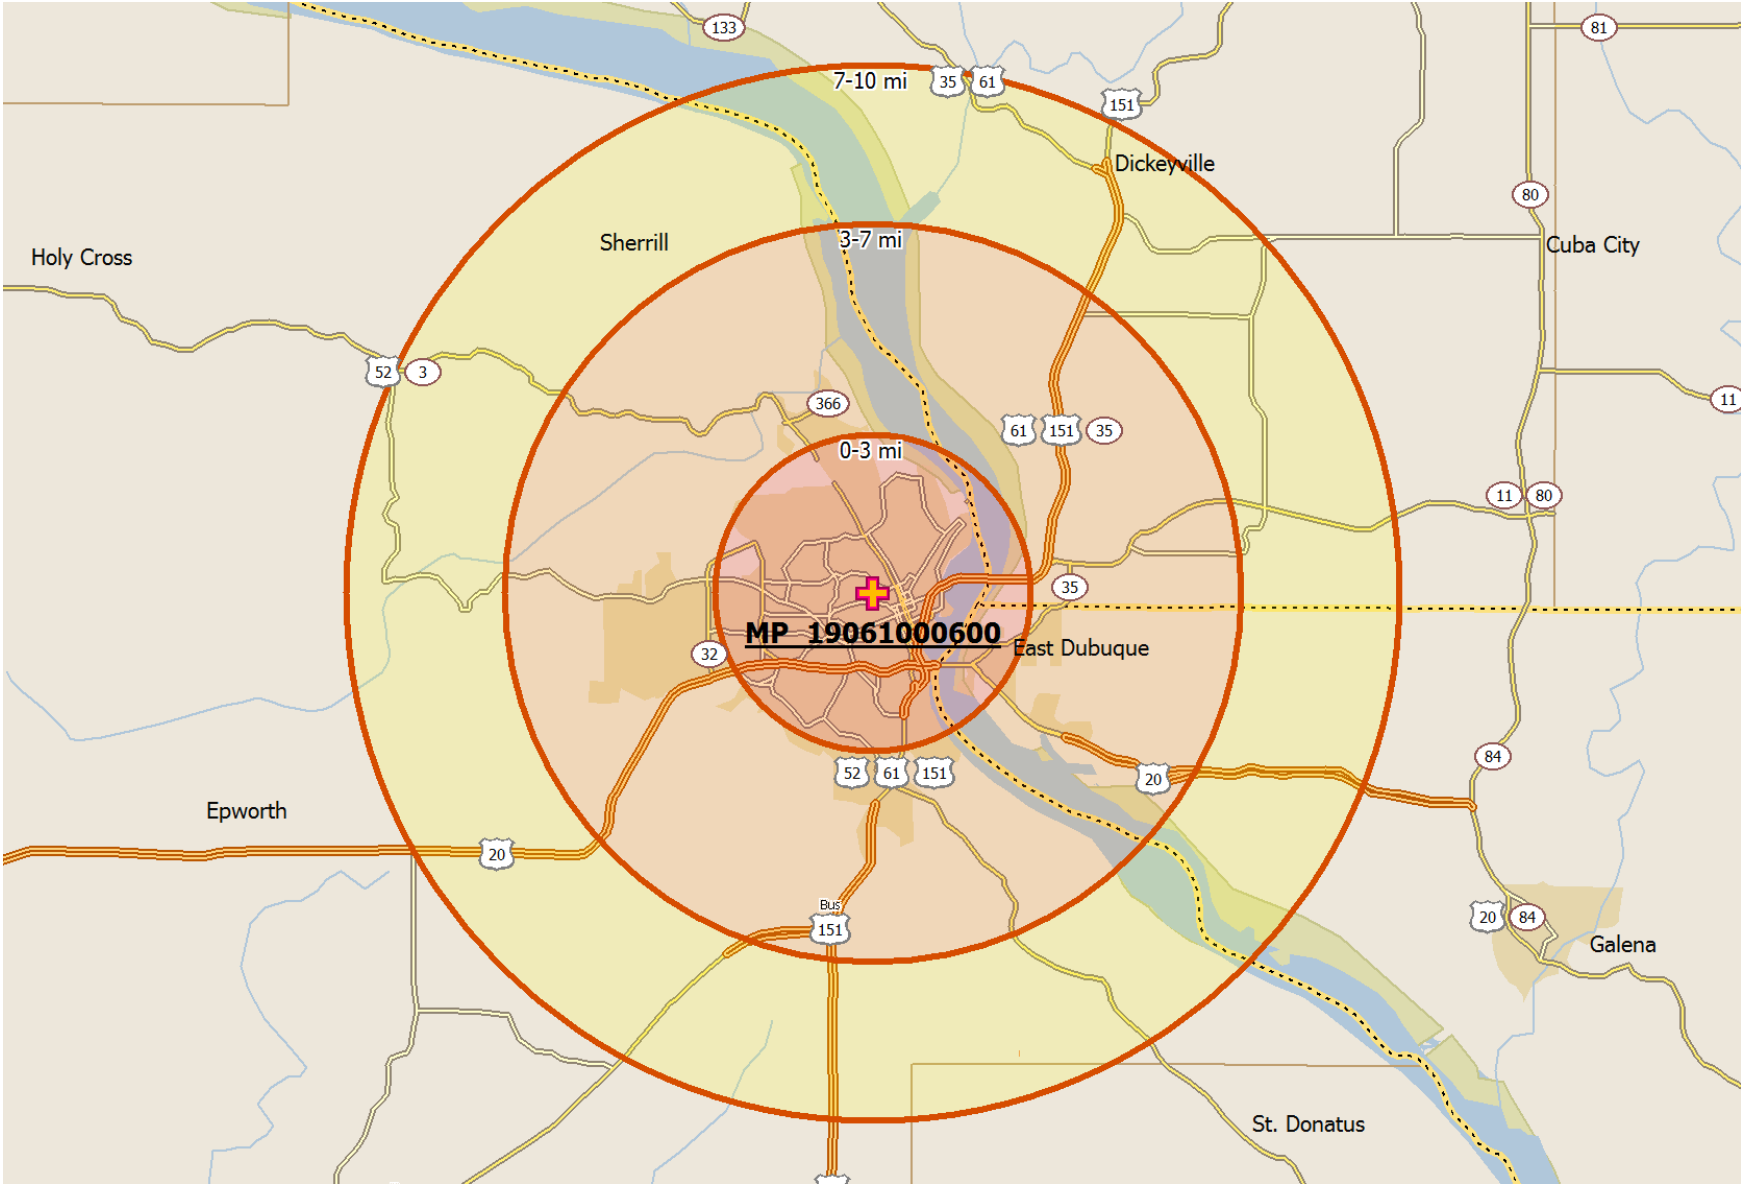 133
81
7-10 mi
35 61
151
Dickeyville
80
3-7 mi
Sherrill
Cuba City
Holy Cross
52 3
11
366
61 151 35
0-3 mi
11 80
35
MP 19061000600
East Dubuque
32
84
52 61 151
20
Epworth
20
Bus
151
20 84
Galena
St. Donatus